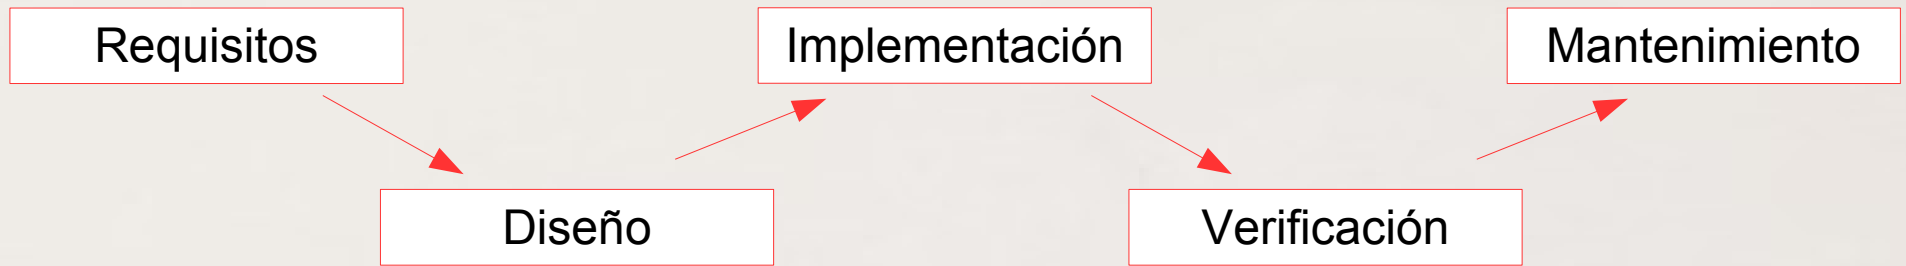 Requisitos
Diseño
Implementación
Verificación
Mantenimiento